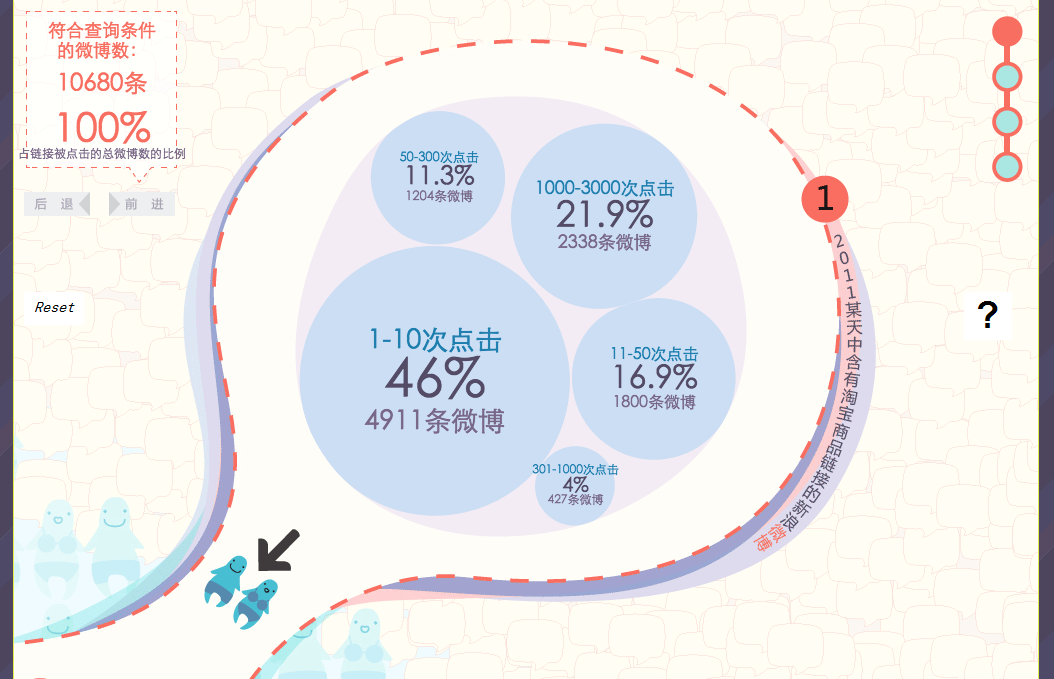 符合查询条件
的微博数：
10680条
100%
占链接被点击的总微博数的比例
后 退
前 进
Reset
50-300次点击
11.3%
1204条微博
1000-3000次点击
21.9%
2338条微博
1-10次点击
46%
4911条微博
11-50次点击
16.9%
1800条微博
301-1000次点击
4%
427条微博
1
2011某天中含有淘宝商品链接的新浪
微博
?